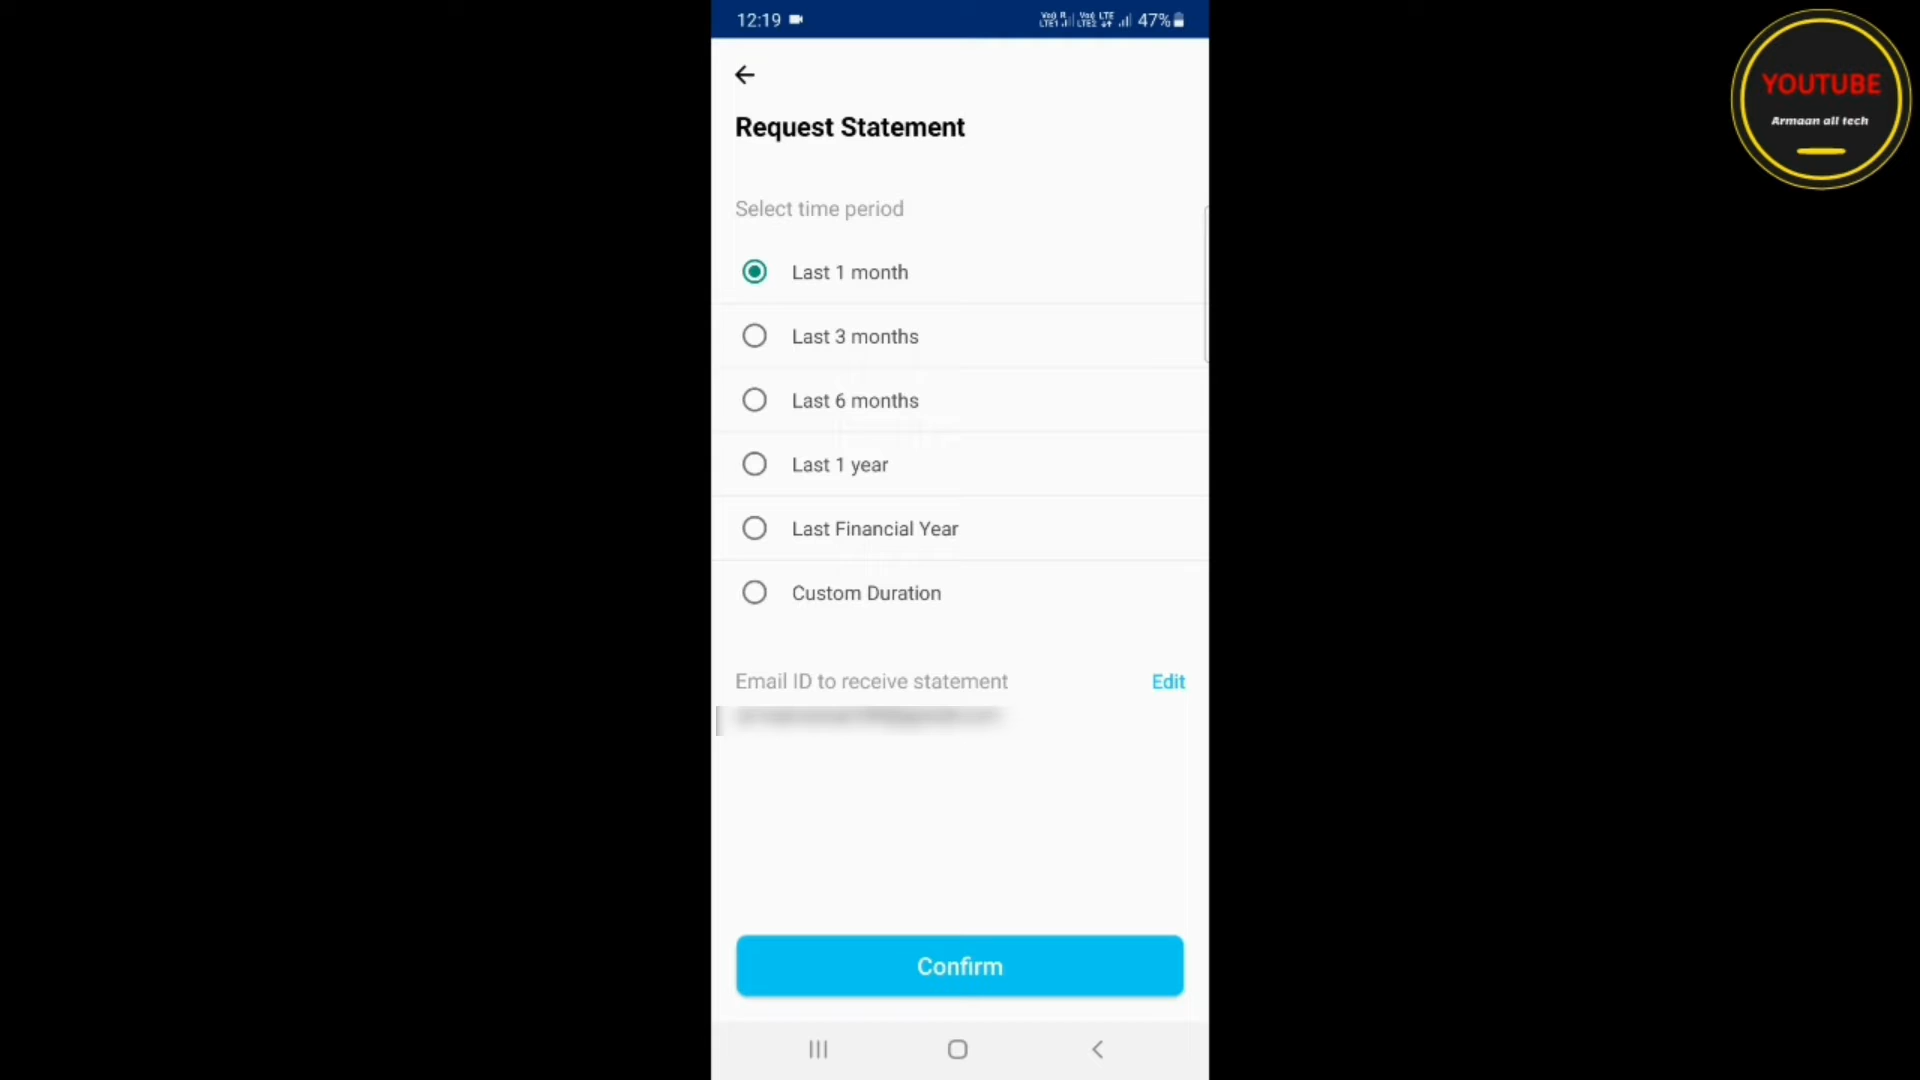 12:19
47%
YOUTUBE
Armaan all tech
Request Statement
Select time period
Last 1 month
Last 3 months
Last 6 months
Last 1 year
Last Financial Year
Custom Duration
Email ID to receive statement
Edit
Confirm